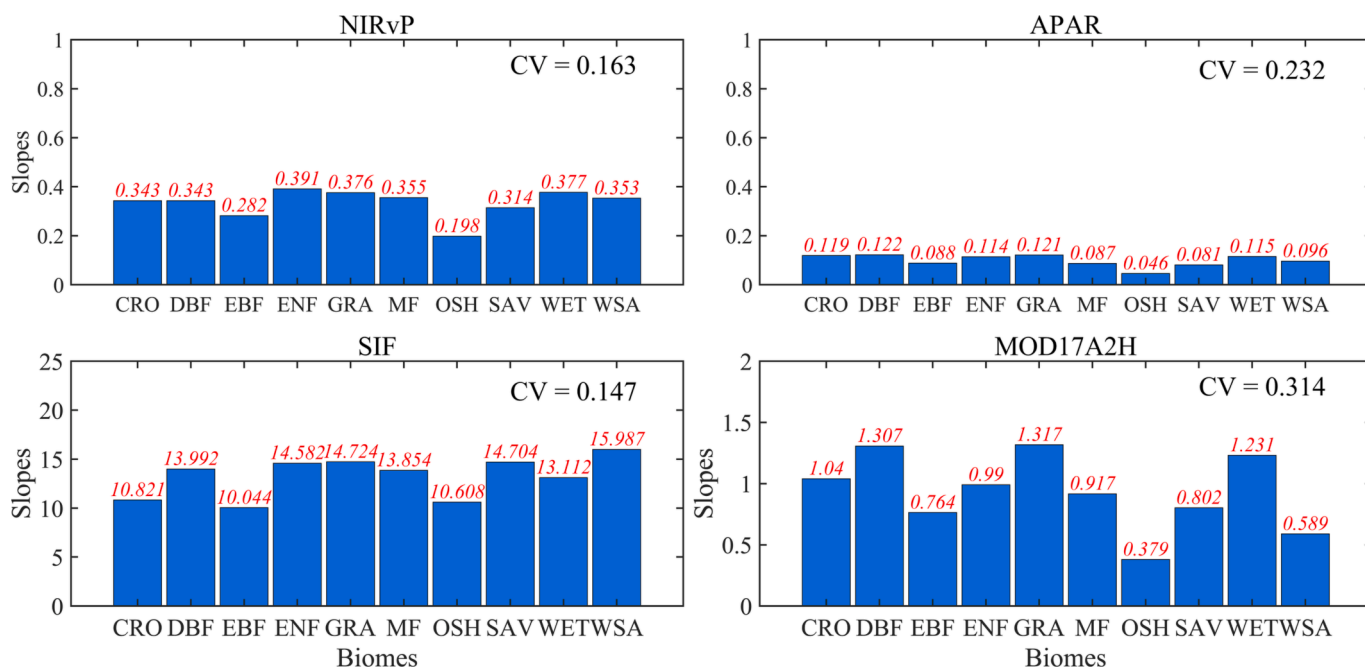 NIRvP
CV = 0.163
Slopes
1
0.8
0.6
0.4
0.2
0
0.343 0.343 0.282 0.391 0.376 0.355 0.198 0.314 0.377 0.353
CRO DBF EBF ENF GRA MF OSH SAV WET WSA
APAR
CV = 0.232
1
0.8
0.6
0.4
0.2
0
0.119 0.122 0.088 0.114 0.121 0.087 0.046 0.081 0.115 0.096
CRO DBF EBF ENF GRA MF OSH SAV WET WSA
SIF
CV = 0.147
Slopes
25
20
15
10
5
0
10.821 13.992 10.044 14.582 14.724 13.854 10.608 14.704 13.112 15.987
CRO DBF EBF ENF GRA MF OSH SAV WET WSA
Biomes
MOD17A2H
CV = 0.314
Slopes
2
1.5
1
0.5
0
1.04 1.307 0.764 0.99 1.317 0.917 0.379 0.802 1.231 0.589
CRO DBF EBF ENF GRA MF OSH SAV WET WSA
Biomes